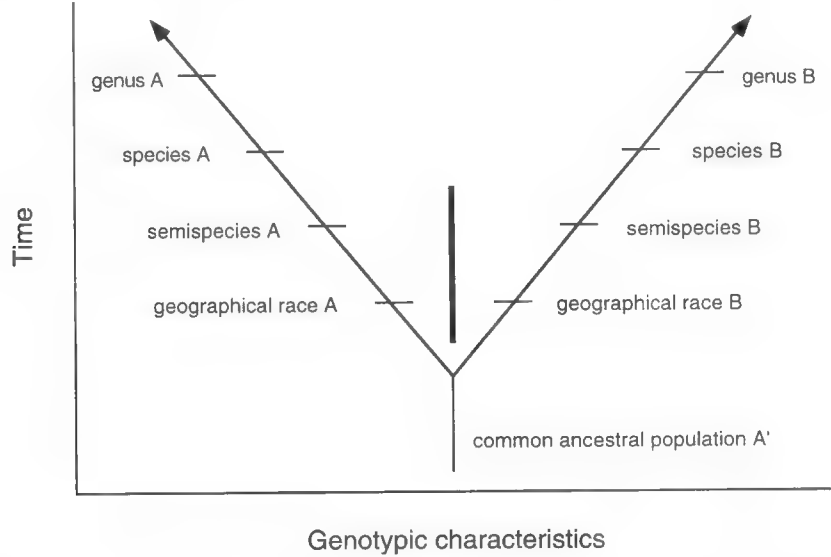 genus A
genus B
species A
species B
semispecies A
semispecies B
geographical race A
geographical race B
common ancestral population A'
Time
Genotypic characteristics